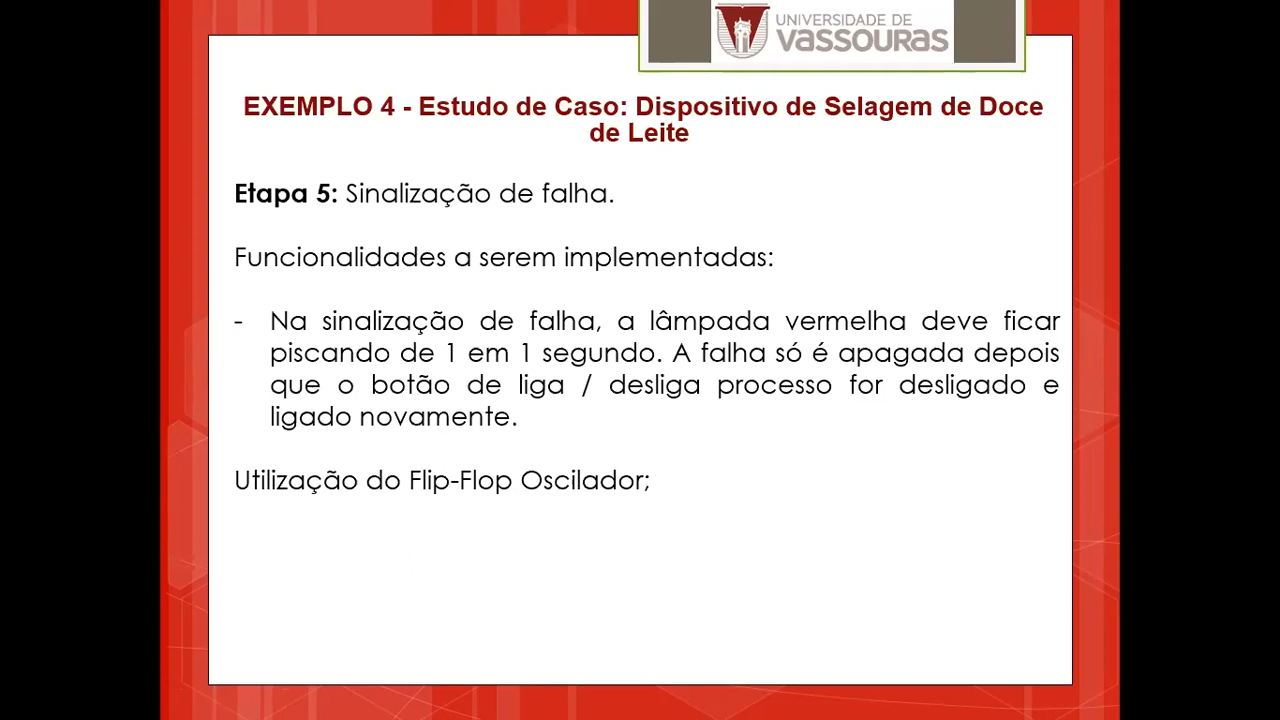 UNIVERSIDADE DE
VASSOURAS
EXEMPLO 4 - Estudo de Caso: Dispositivo de Selagem de Doce
de Leite
Etapa 5: Sinalização de falha.
Funcionalidades a serem implementadas:
- Na sinalização de falha, a lâmpada vermelha deve ficar
piscando de 1 em 1 segundo. A falha só é apagada depois
que o botão de liga / desliga processo for desligado e
ligado novamente.
Utilização do Flip-Flop Oscilador;